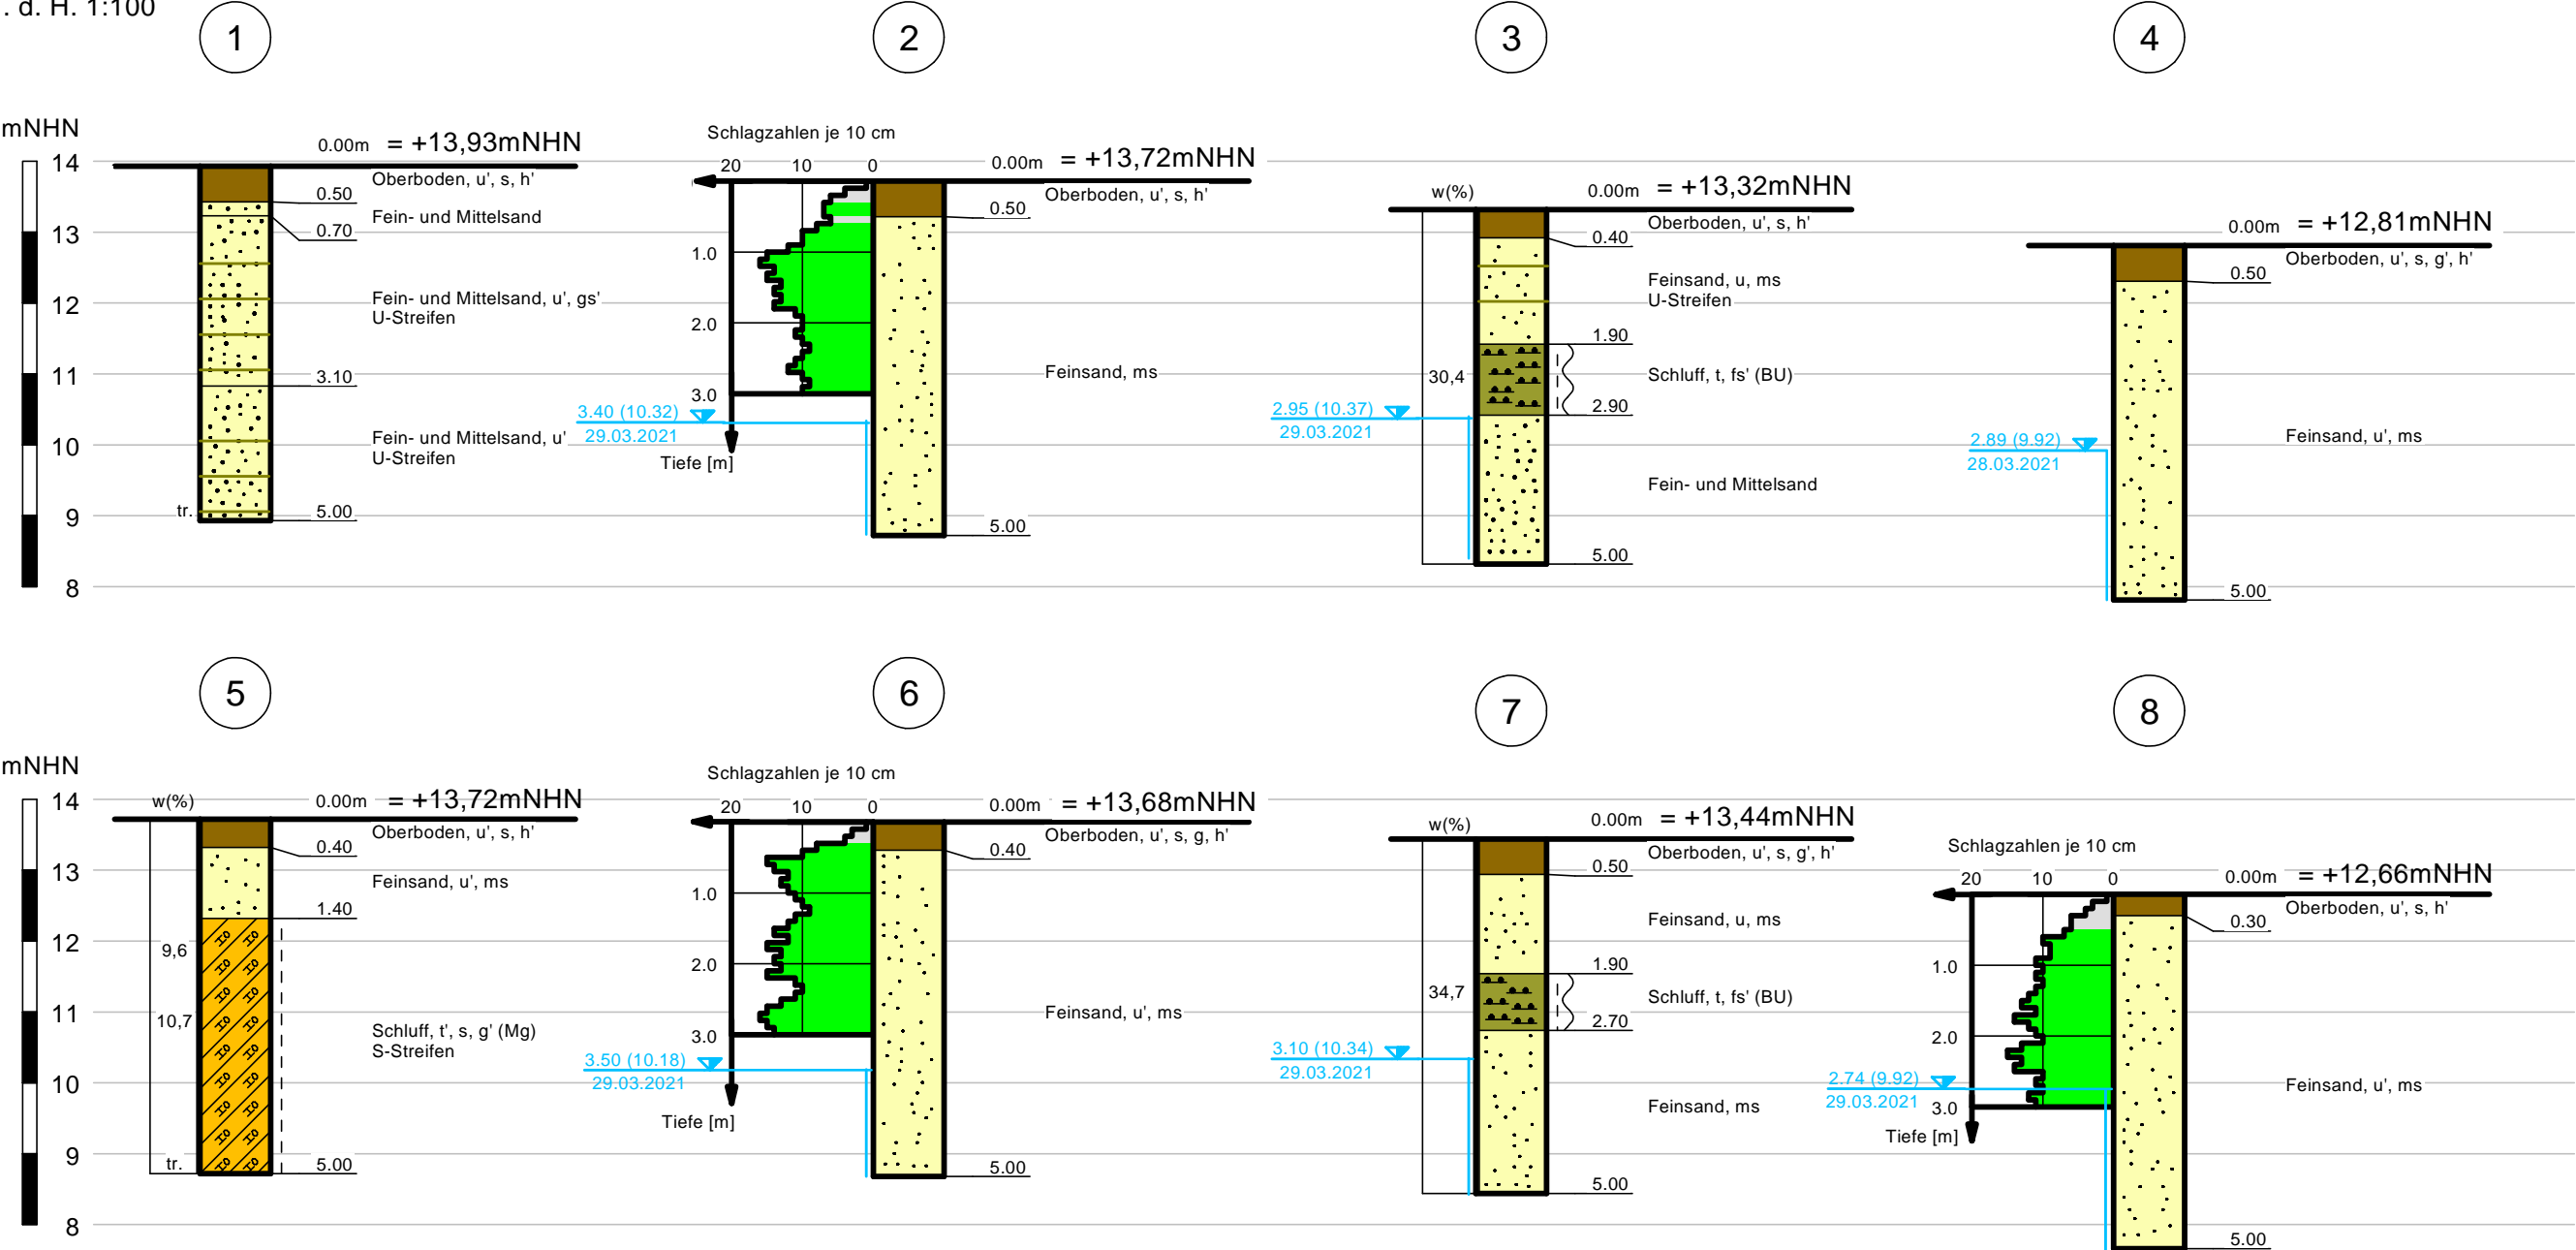 . d. H. 1:100
1
2
3
4
mNHN
14
13
12
11
10
9
8
0.00m = +13,93mNHN
Oberboden, u', s, h'
0.50
Fein- und Mittelsand
0.70
Fein- und Mittelsand, u', gs'
U-Streifen
3.10
Fein- und Mittelsand, u'
U-Streifen
tr.
5.00
Schlagzahlen je 10 cm
20 10 0
0.00m = +13,72mNHN
Oberboden, u', s, h'
0.50
1.0
2.0
3.0
Feinsand, ms
3.40 (10.32)
29.03.2021
Tiefe [m]
5.00
w(%)
0.00m = +13,32mNHN
Oberboden, u', s, h'
0.40
Feinsand, u, ms
U-Streifen
1.90
30,4
Schluff, t, fs' (BU)
2.90
2.95 (10.37)
29.03.2021
Fein- und Mittelsand
5.00
0.00m = +12,81mNHN
Oberboden, u', s, g', h'
0.50
Feinsand, u', ms
2.89 (9.92)
28.03.2021
5.00
5
6
7
8
mNHN
14
13
12
11
10
9
8
w(%)
0.00m = +13,72mNHN
Oberboden, u', s, h'
0.40
Feinsand, u', ms
1.40
9,6
10,7
Schluff, t', s, g' (Mg)
S-Streifen
tr.
5.00
Schlagzahlen je 10 cm
20 10 0
0.00m = +13,68mNHN
Oberboden, u', s, g, h'
0.40
1.0
2.0
3.0
Feinsand, u', ms
3.50 (10.18)
29.03.2021
Tiefe [m]
5.00
w(%)
0.00m = +13,44mNHN
Oberboden, u', s, g', h'
0.50
Feinsand, u, ms
1.90
34,7
Schluff, t, fs' (BU)
2.70
3.10 (10.34)
29.03.2021
Feinsand, ms
5.00
Schlagzahlen je 10 cm
20 10 0
0.00m = +12,66mNHN
Oberboden, u', s, h'
0.30
1.0
2.0
3.0
2.74 (9.92)
29.03.2021
Feinsand, u', ms
Tiefe [m]
5.00